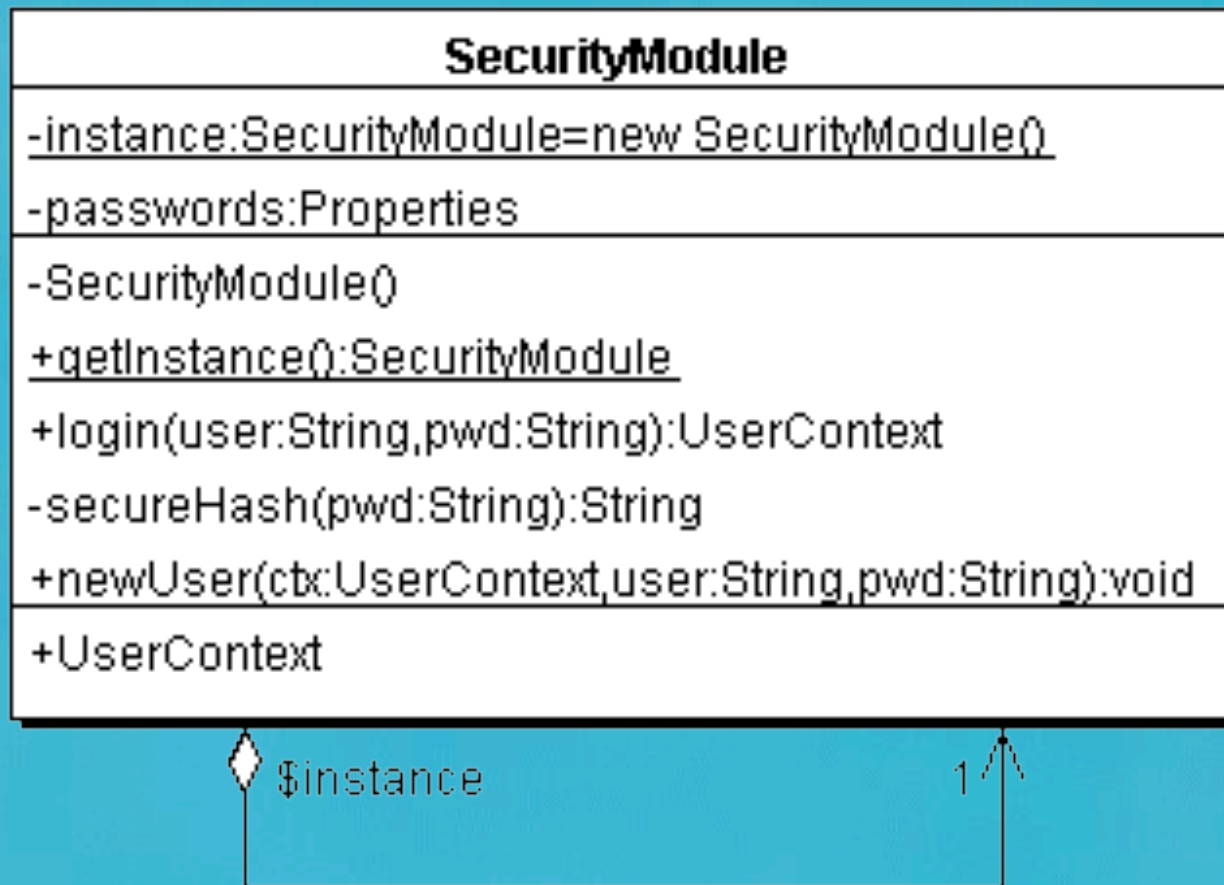 SecurityModule
-instance:SecurityModule=new SecurityModule()
-passwords:Properties
-SecurityModule()
+getInstance():SecurityModule
+login(user:String,pwd:String):UserContext
-secureHash(pwd:String):String
+newUser(ctx:UserContext,user:String,pwd:String):void
+UserContext
$instance
1